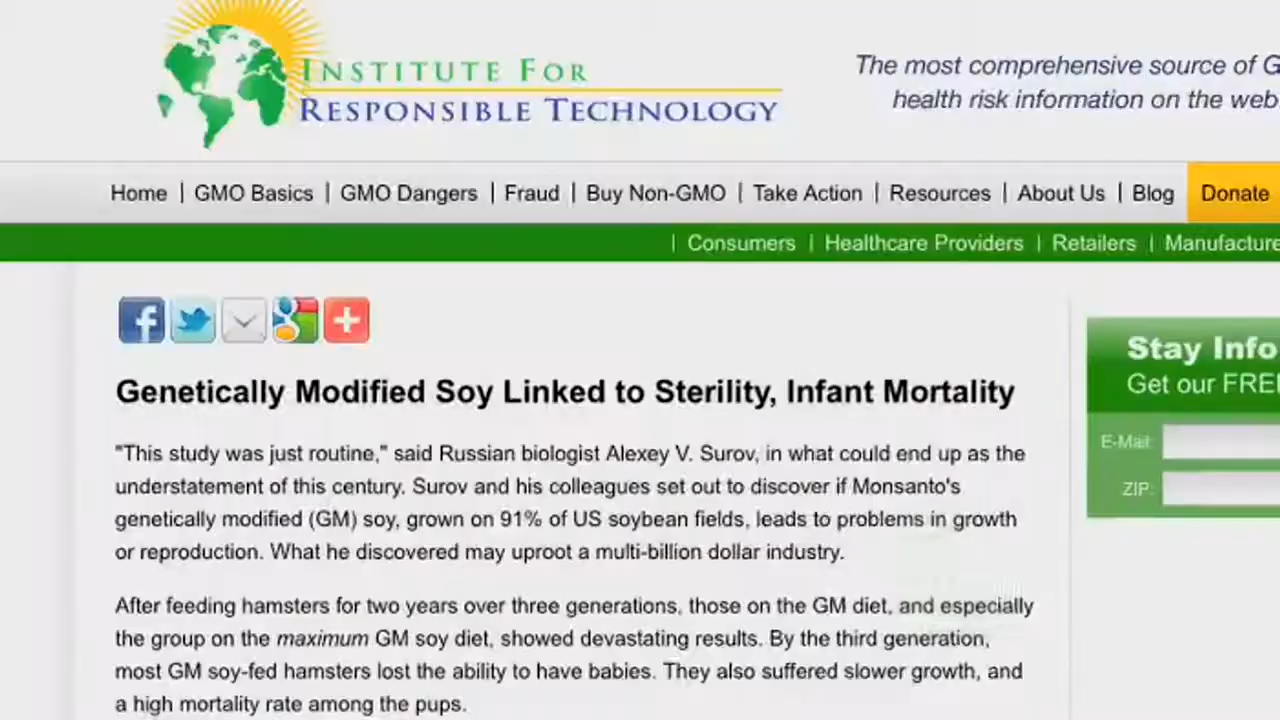 INSTITUTE FOR
RESPONSIBLE TECHNOLOGY
The most comprehensive source of G
health risk information on the web
Home | GMO Basics | GMO Dangers | Fraud | Buy Non-GMO | Take Action | Resources | About Us | Blog Donate
| Consumers | Healthcare Providers | Retailers | Manufacture
Genetically Modified Soy Linked to Sterility, Infant Mortality
"This study was just routine," said Russian biologist Alexey V. Surov, in what could end up as the
understatement of this century. Surov and his colleagues set out to discover if Monsanto's
genetically modified (GM) soy, grown on 91% of US soybean fields, leads to problems in growth
or reproduction. What he discovered may uproot a multi-billion dollar industry.
After feeding hamsters for two years over three generations, those on the GM diet, and especially
the group on the maximum GM soy diet, showed devastating results. By the third generation,
most GM soy-fed hamsters lost the ability to have babies. They also suffered slower growth, and
a high mortality rate among the pups.
Stay Info
Get our FREE
E-Mail:
ZIP: